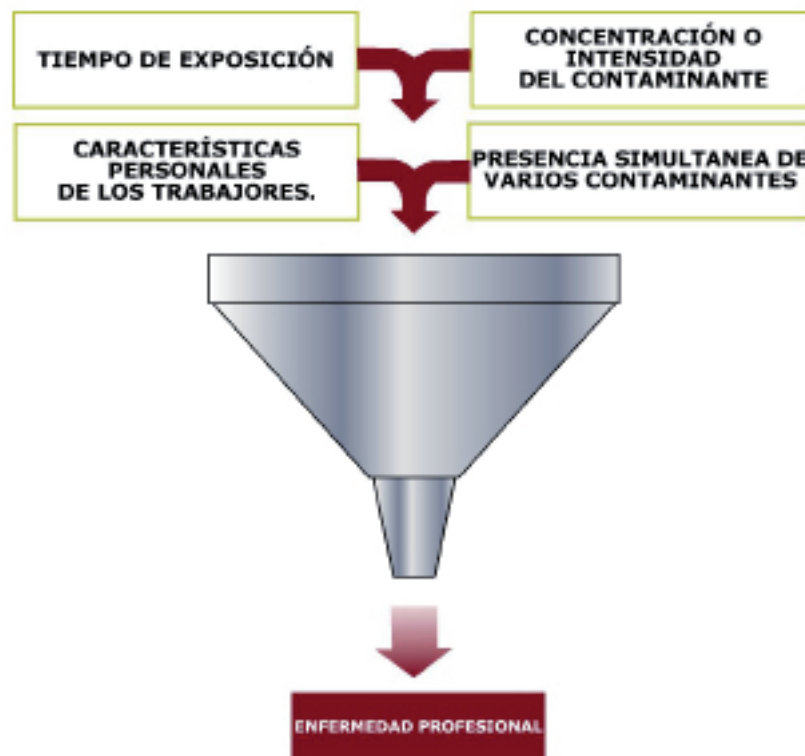 TIEMPO DE EXPOSICIÓN
CONCENTRACIÓN O
INTENSIDAD
DEL CONTAMINANTE
CARACTERÍSTICAS
PERSONALES
DE LOS TRABAJORES.
PRESENCIA SIMULTANEA DE
VARIOS CONTAMINANTES
ENFERMEDAD PROFESIONAL